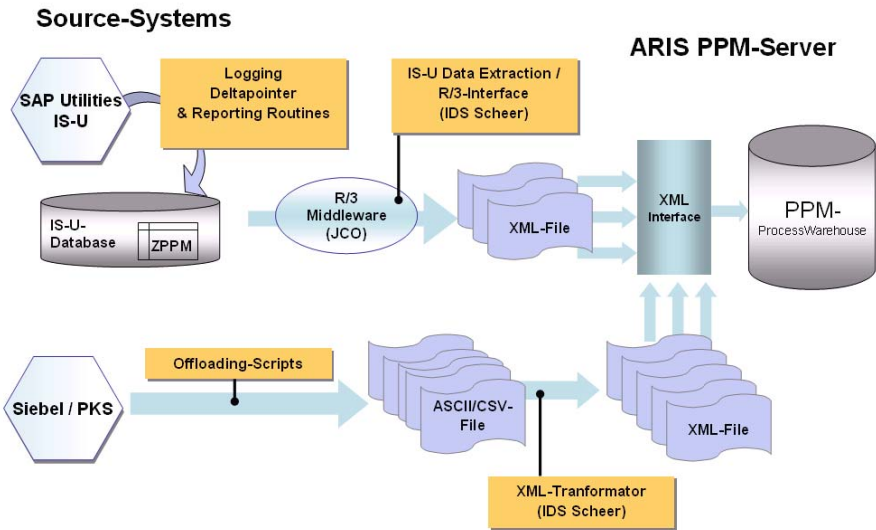 Source-Systems
ARIS PPM-Server
SAP Utilities
IS-U
Logging
Deltapointer
& Reporting Routines
IS-U Data Extraction /
R/3-Interface
(IDS Scheer)
IS-U-
Database
ZPPM
R/3
Middleware
(JCO)
XML-File
XML
Interface
PPM-
ProcessWarehouse
Siebel / PKS
Offloading-Scripts
ASCII/CSV-
File
XML-File
XML-Tranformator
(IDS Scheer)